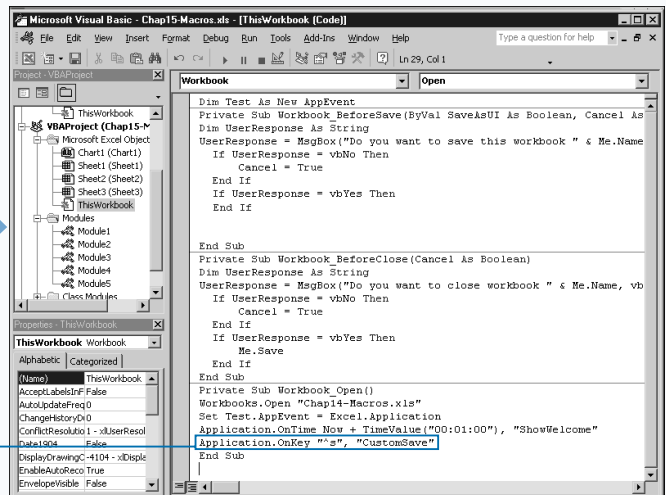 Microsoft Visual Basic - Chap15-Macros.xls - [ThisWorkbook (Code)]
File Edit View Insert Format Debug Run Tools Add-Ins Window Help
Type a question for help
Ln 29, Col 1
Project - VBAProject
ThisWorkbook
VBAProject (Chap15-M
Microsoft Excel Object
Chart1 (Chart1)
Sheet1 (Sheet1)
Sheet2 (Sheet2)
Sheet3 (Sheet3)
ThisWorkbook
Modules
Module1
Module2
Module3
Module4
Module5
Class Modules
Properties - ThisWorkbook
ThisWorkbook Workbook
Alphabetic Categorized
(Name) ThisWorkbook
AcceptLabelsInF False
AutoUpdateFreq 0
ChangeHistoryDi 0
ConflictResolutio 1 - xlUserResol
Date1904 False
DisplayDrawingC -4104 - xlDispla
EnableAutoReco True
EnvelopeVisible False
Workbook Open
Dim Test As New AppEvent
Private Sub Workbook_BeforeSave(ByVal SaveAsUI As Boolean, Cancel As
Dim UserResponse As String
UserResponse = MsgBox("Do you want to save this workbook " & Me.Name
If UserResponse = vbNo Then
Cancel = True
End If
If UserResponse = vbYes Then
End If
End Sub
Private Sub Workbook_BeforeClose(Cancel As Boolean)
Dim UserResponse As String
UserResponse = MsgBox("Do you want to close workbook " & Me.Name, vb
If UserResponse = vbNo Then
Cancel = True
End If
If UserResponse = vbYes Then
Me.Save
End If
End Sub
Private Sub Workbook_Open()
Workbooks.Open "Chap14-Macros.xls"
Set Test.AppEvent = Excel.Application
Application.OnTime Now + TimeValue("00:01:00"), "ShowWelcome"
Application.OnKey "^s", "CustomSave"
End Sub